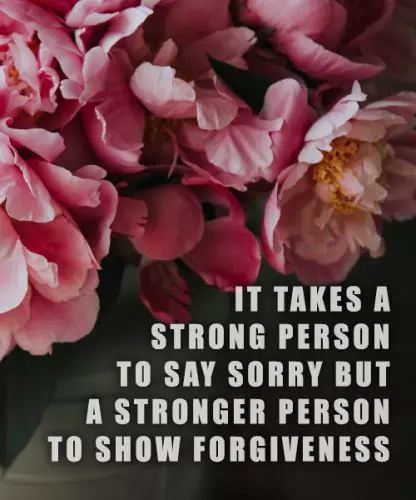 IT TAKES A
STRONG PERSON
TO SAY SORRY BUT
A STRONGER PERSON
TO SHOW FORGIVENESS